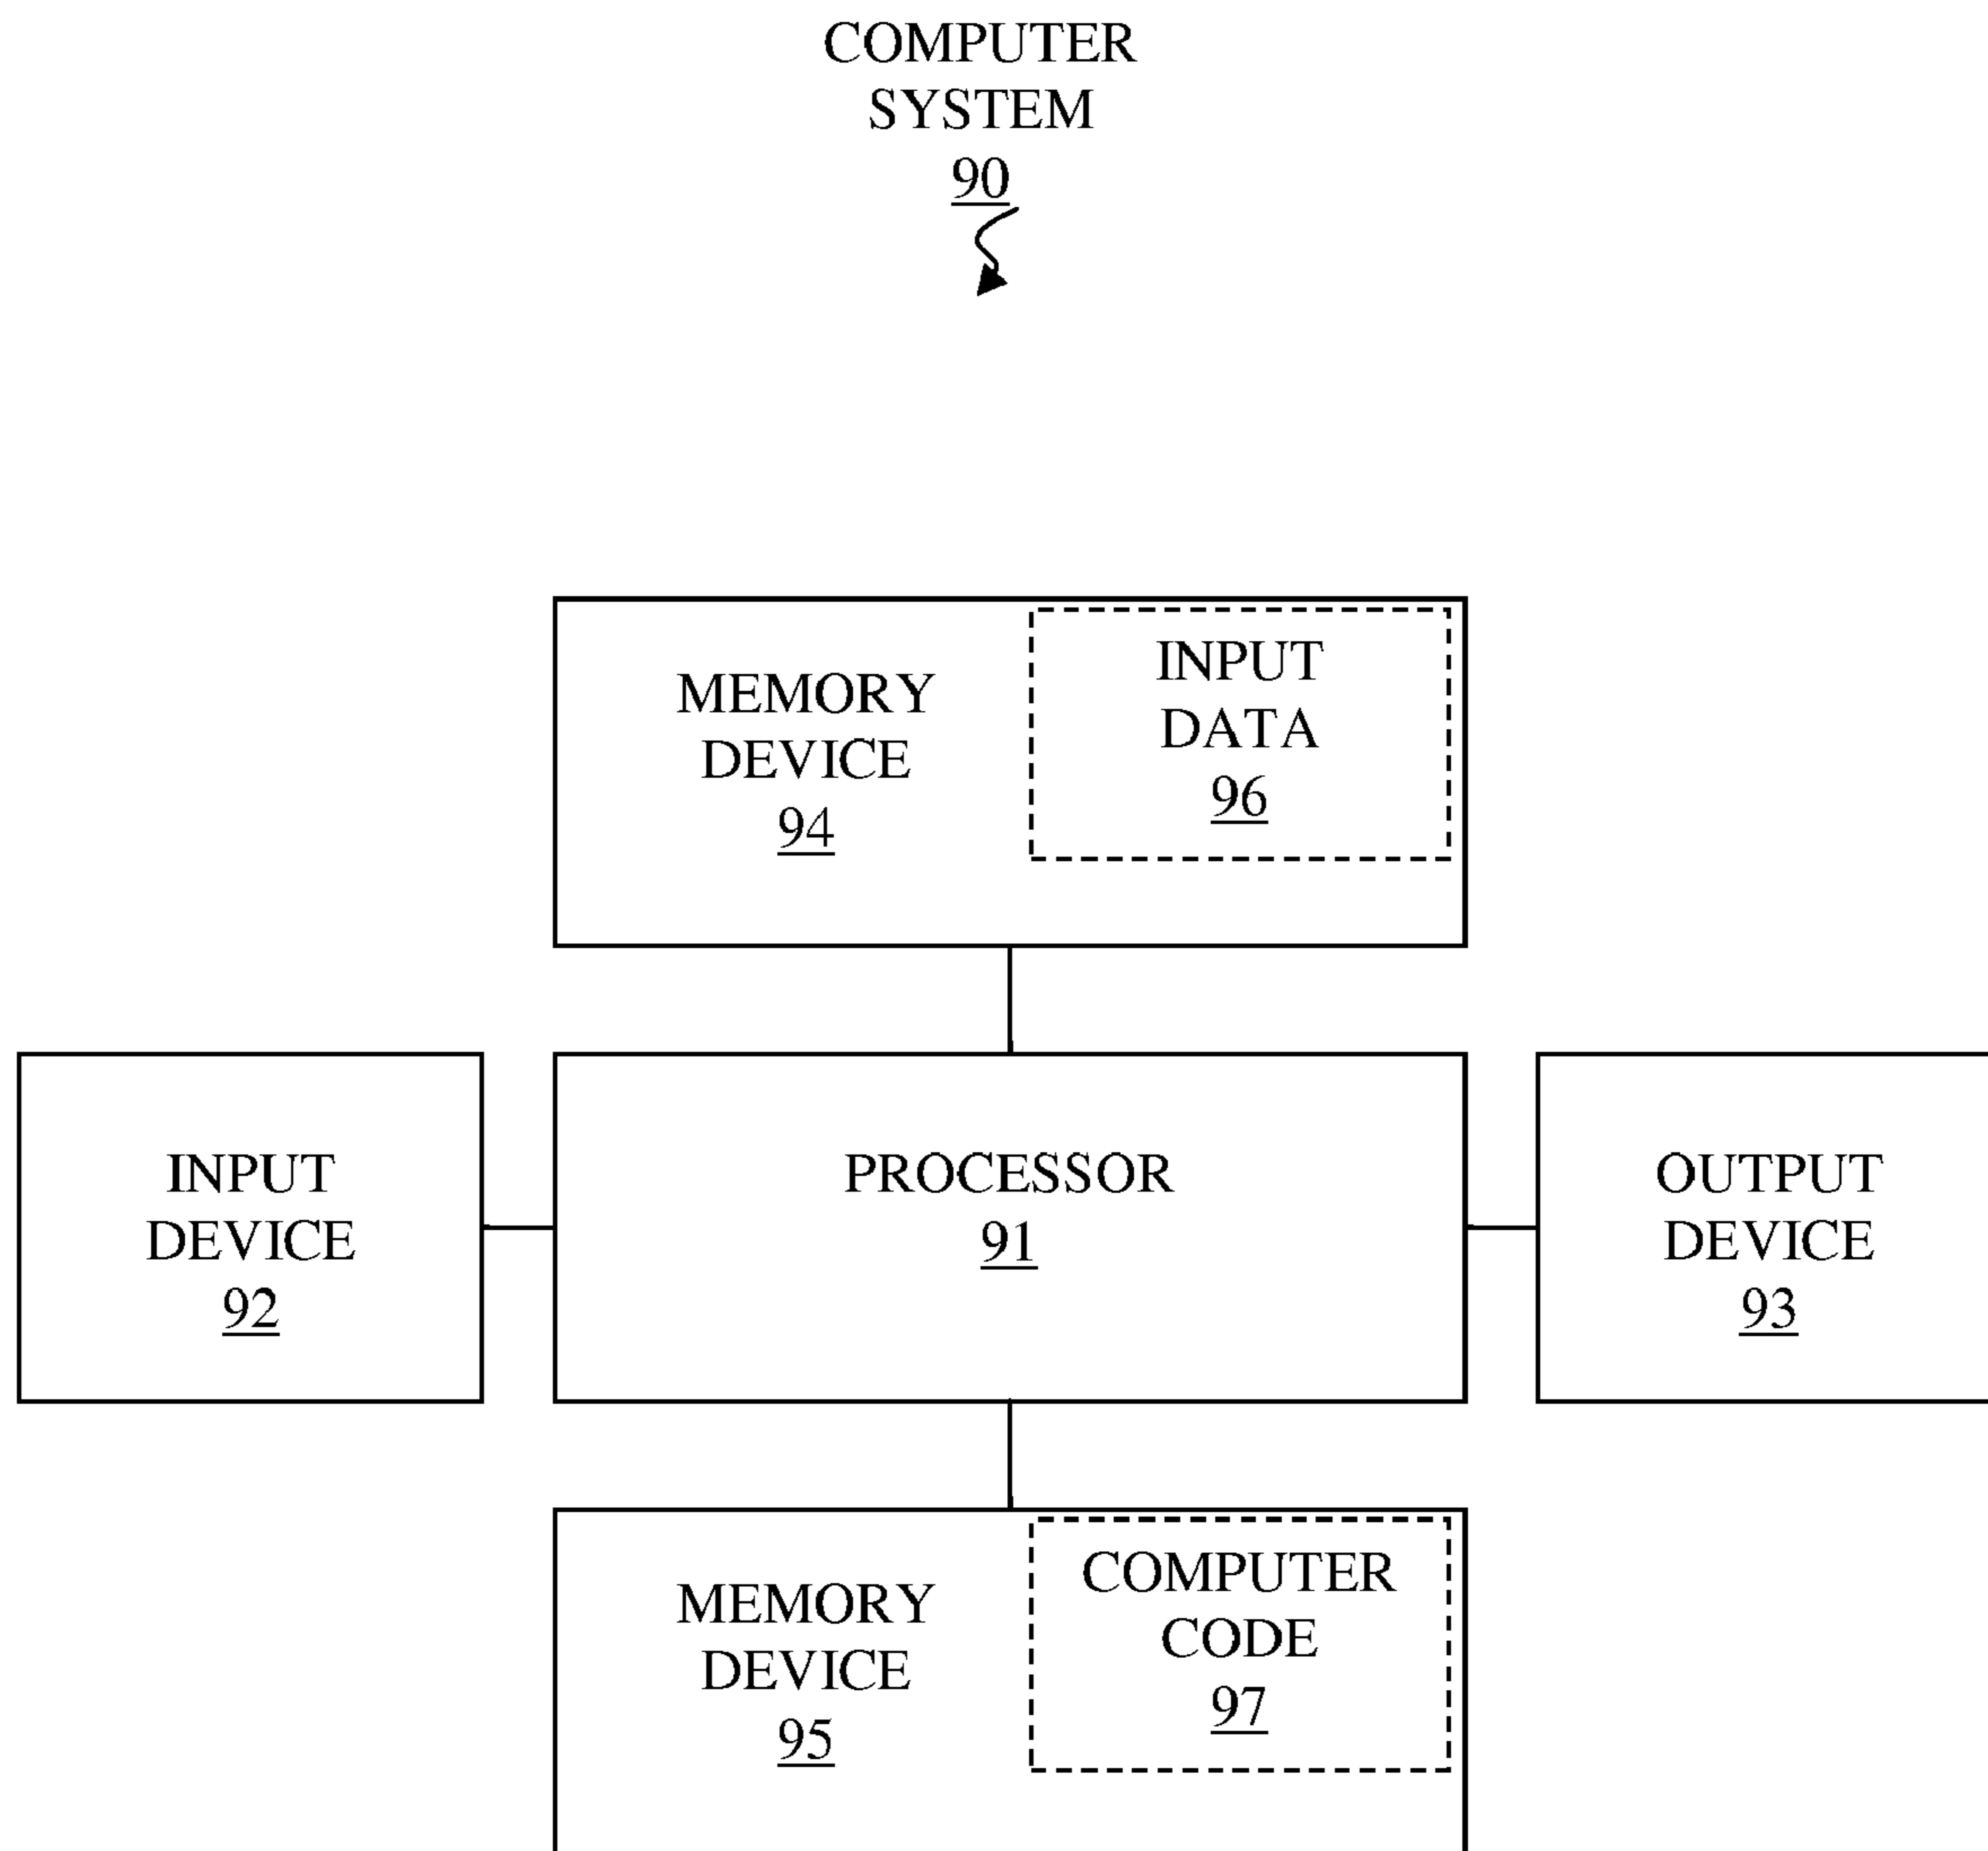 COMPUTER
SYSTEM
90
MEMORY
DEVICE
94
INPUT
DATA
96
INPUT
DEVICE
92
PROCESSOR
91
OUTPUT
DEVICE
93
MEMORY
DEVICE
95
COMPUTER
CODE
97